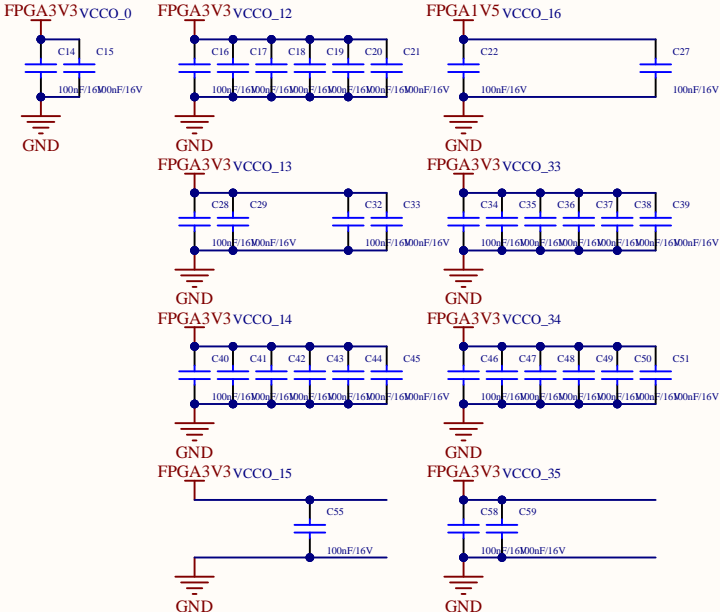 FPGA3V3 VCCO_0 FPGA3V3 VCCO_12 FPGA1V5 VCCO_16
C14 C15 C16 C17 C18 C19 C20 C21 C22 C27
100nF/16V 100nF/16V 100nF/16V 100nF/16V 100nF/16V 100nF/16V 100nF/16V 100nF/16V 100nF/16V 100nF/16V
GND GND GND
FPGA3V3 VCCO_13 FPGA3V3 VCCO_33
C28 C29 C32 C33 C34 C35 C36 C37 C38 C39
100nF/16V 100nF/16V 100nF/16V 100nF/16V 100nF/16V 100nF/16V 100nF/16V 100nF/16V 100nF/16V 100nF/16V
GND GND
FPGA3V3 VCCO_14 FPGA3V3 VCCO_34
C40 C41 C42 C43 C44 C45 C46 C47 C48 C49 C50 C51
100nF/16V 100nF/16V 100nF/16V 100nF/16V 100nF/16V 100nF/16V 100nF/16V 100nF/16V 100nF/16V 100nF/16V 100nF/16V 100nF/16V
GND GND
FPGA3V3 VCCO_15 FPGA3V3 VCCO_35
C55 C58 C59
100nF/16V 100nF/16V 100nF/16V
GND GND